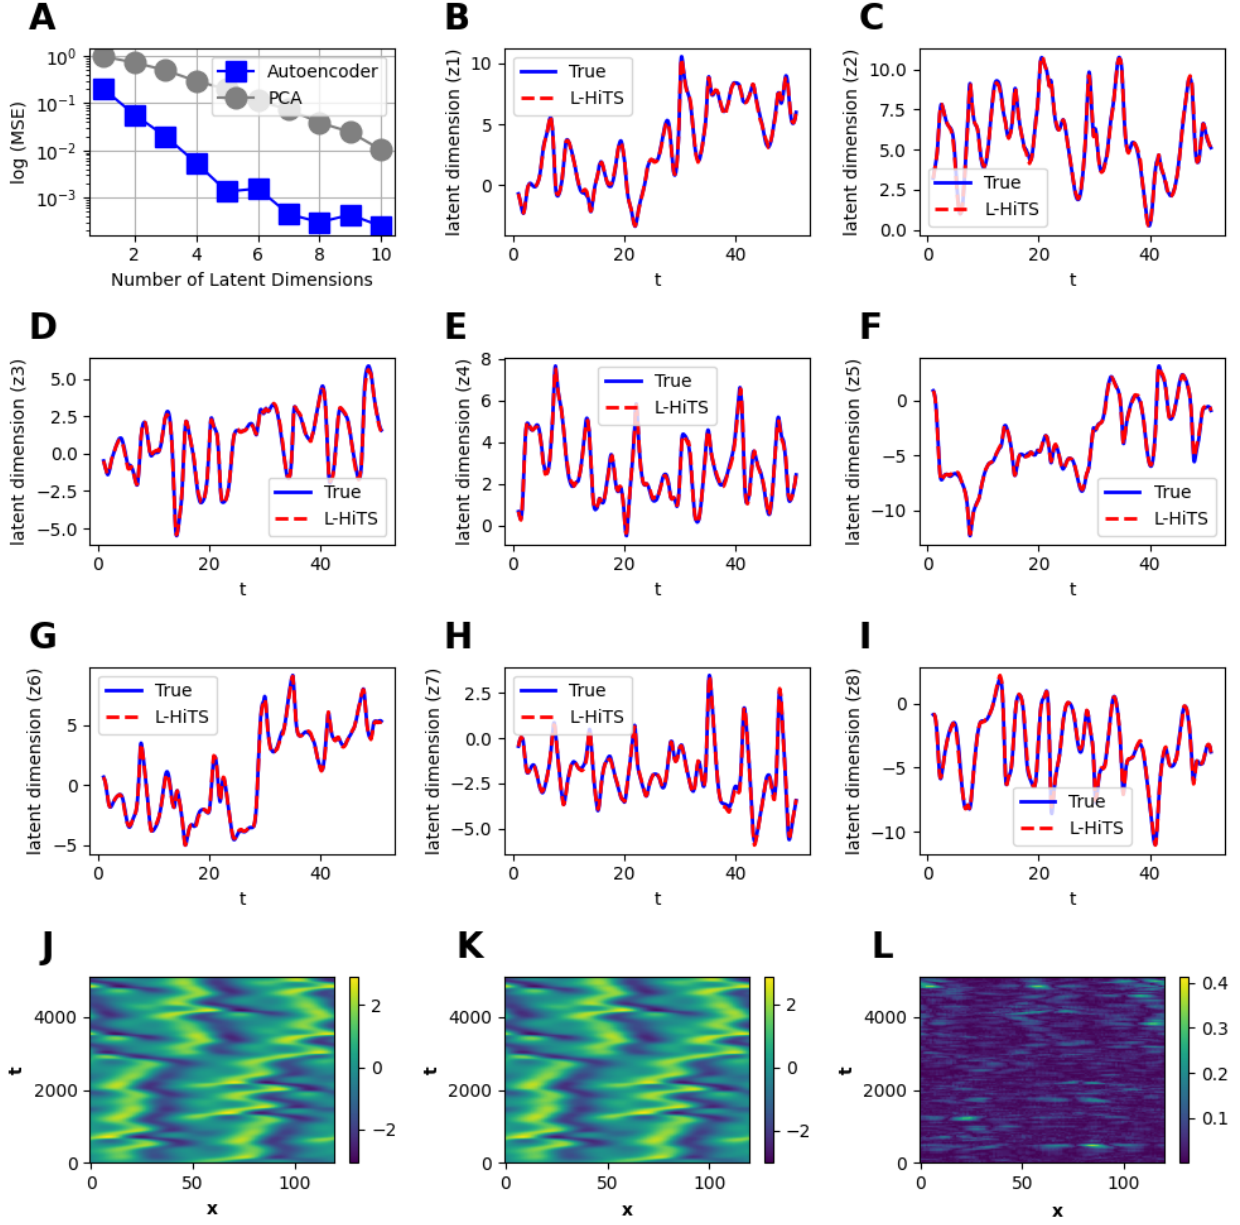 A
B
C
10⁰
10⁻¹
10⁻²
10⁻³
log (MSE)
Autoencoder
PCA
2
4
6
8
10
Number of Latent Dimensions
latent dimension (z1)
10
5
0
True
L-HiTS
0
20
40
t
latent dimension (z2)
10.0
7.5
5.0
2.5
0.0
True
L-HiTS
0
20
40
t
D
E
F
latent dimension (z3)
5.0
2.5
0.0
−2.5
−5.0
True
L-HiTS
0
20
40
t
latent dimension (z4)
8
6
4
2
0
True
L-HiTS
0
20
40
t
latent dimension (z5)
0
−5
−10
True
L-HiTS
0
20
40
t
G
H
I
latent dimension (z6)
5
0
−5
True
L-HiTS
0
20
40
t
latent dimension (z7)
2.5
0.0
−2.5
−5.0
True
L-HiTS
0
20
40
t
latent dimension (z8)
0
−5
−10
True
L-HiTS
0
20
40
t
J
K
L
t
4000
2000
0
0
50
100
x
2
0
−2
t
4000
2000
0
0
50
100
x
2
0
−2
t
4000
2000
0
0
50
100
x
0.4
0.3
0.2
0.1